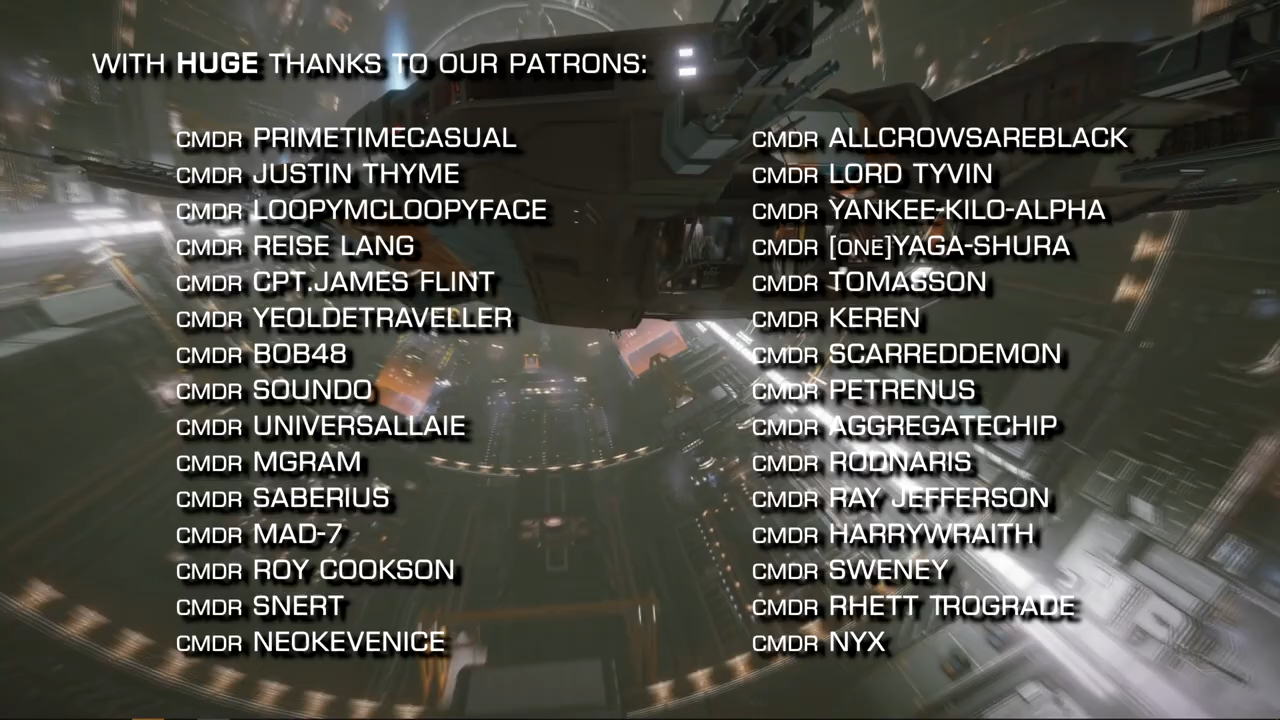 WITH HUGE THANKS TO OUR PATRONS:
CMDR PRIMETIMECASUAL
CMDR JUSTIN THYME
CMDR LOOPYMCLOOPYFACE
CMDR REISE LANG
CMDR CPT.JAMES FLINT
CMDR YEOLDETRAVELLER
CMDR BOB48
CMDR SOUNDO
CMDR UNIVERSALLAIE
CMDR MGRAM
CMDR SABERIUS
CMDR MAD-7
CMDR ROY COOKSON
CMDR SNERT
CMDR NEOKEVENICE
CMDR ALLCROWSAREBLACK
CMDR LORD TYVIN
CMDR YANKEE-KILO-ALPHA
CMDR [ONE]YAGA-SHURA
CMDR TOMASSON
CMDR KEREN
CMDR SCARREDDEMON
CMDR PETRENUS
CMDR AGGREGATECHIP
CMDR RODNARIS
CMDR RAY JEFFERSON
CMDR HARRYWRAITH
CMDR SWENEY
CMDR RHETT TROGRADE
CMDR NYX